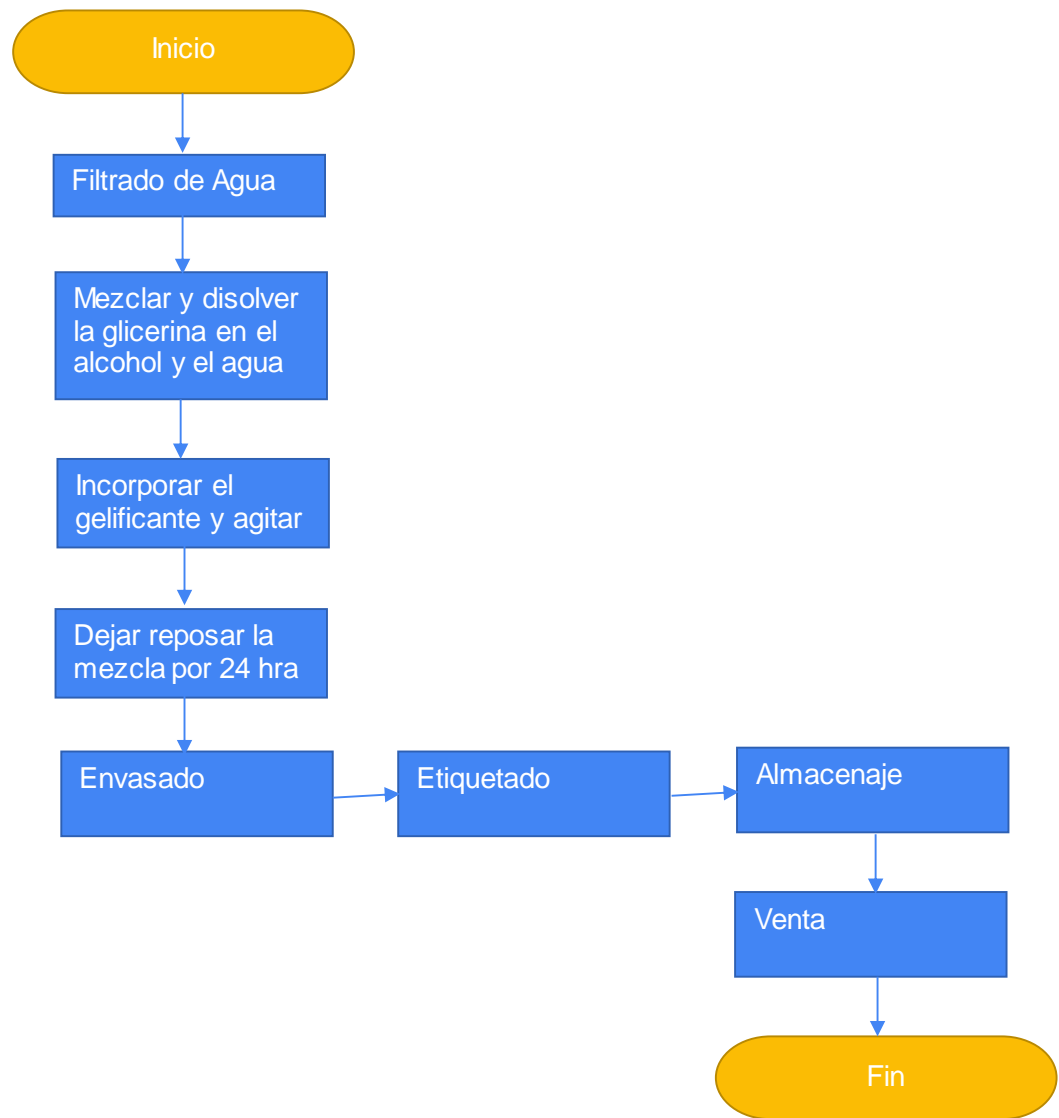 Inicio
Filtrado de Agua
Mezclar y disolver
la glicerina en el
alcohol y el agua
Incorporar el
gelificante y agitar
Dejar reposar la
mezcla por 24 hra
Envasado
Etiquetado
Almacenaje
Venta
Fin